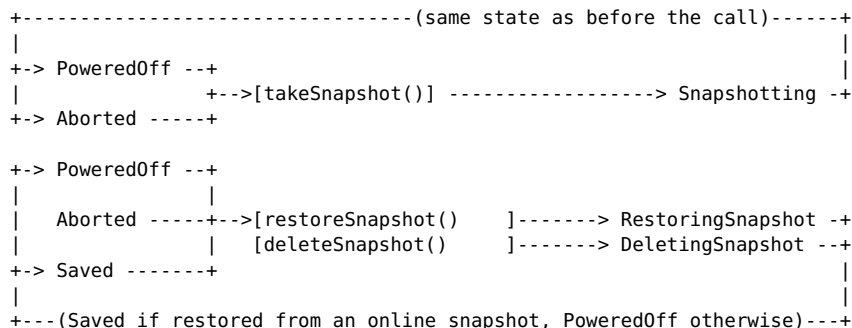 +---------------------------------(same state as before the call)------+
|                                                                      |
+-> PoweredOff --+                                                     |
|                +-->[takeSnapshot()] ------------------> Snapshotting -+
+-> Aborted -----+

+-> PoweredOff --+
|                |
|   Aborted -----+-->[restoreSnapshot()    ]-------> RestoringSnapshot -+
|                |   [deleteSnapshot()     ]-------> DeletingSnapshot --+
+-> Saved -------+                                                     |
|                                                                      |
+---(Saved if restored from an online snapshot, PoweredOff otherwise)---+